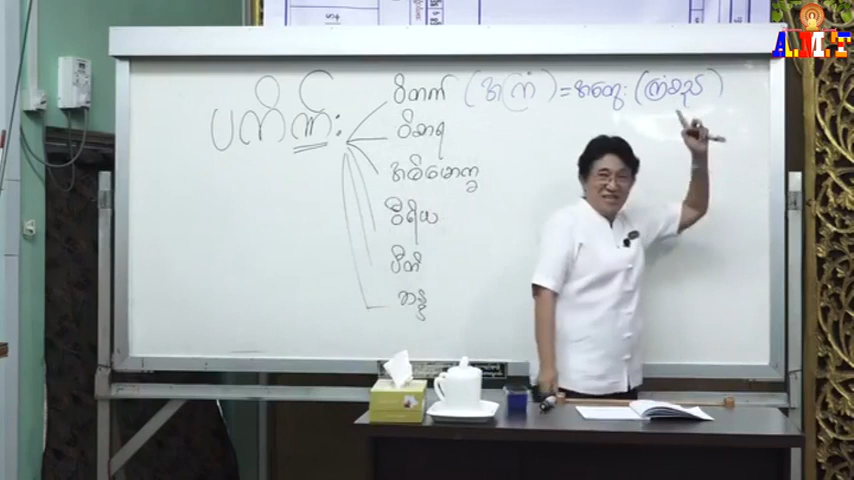 A.M.T
ပကိဏ်း
ဝိတက် (အကြံ) = အတွေး (ကြံစည်)
ဝိစာရ
အဓိမောက္ခ
ဝီရိယ
ပီတိ
ဆန္ဒ